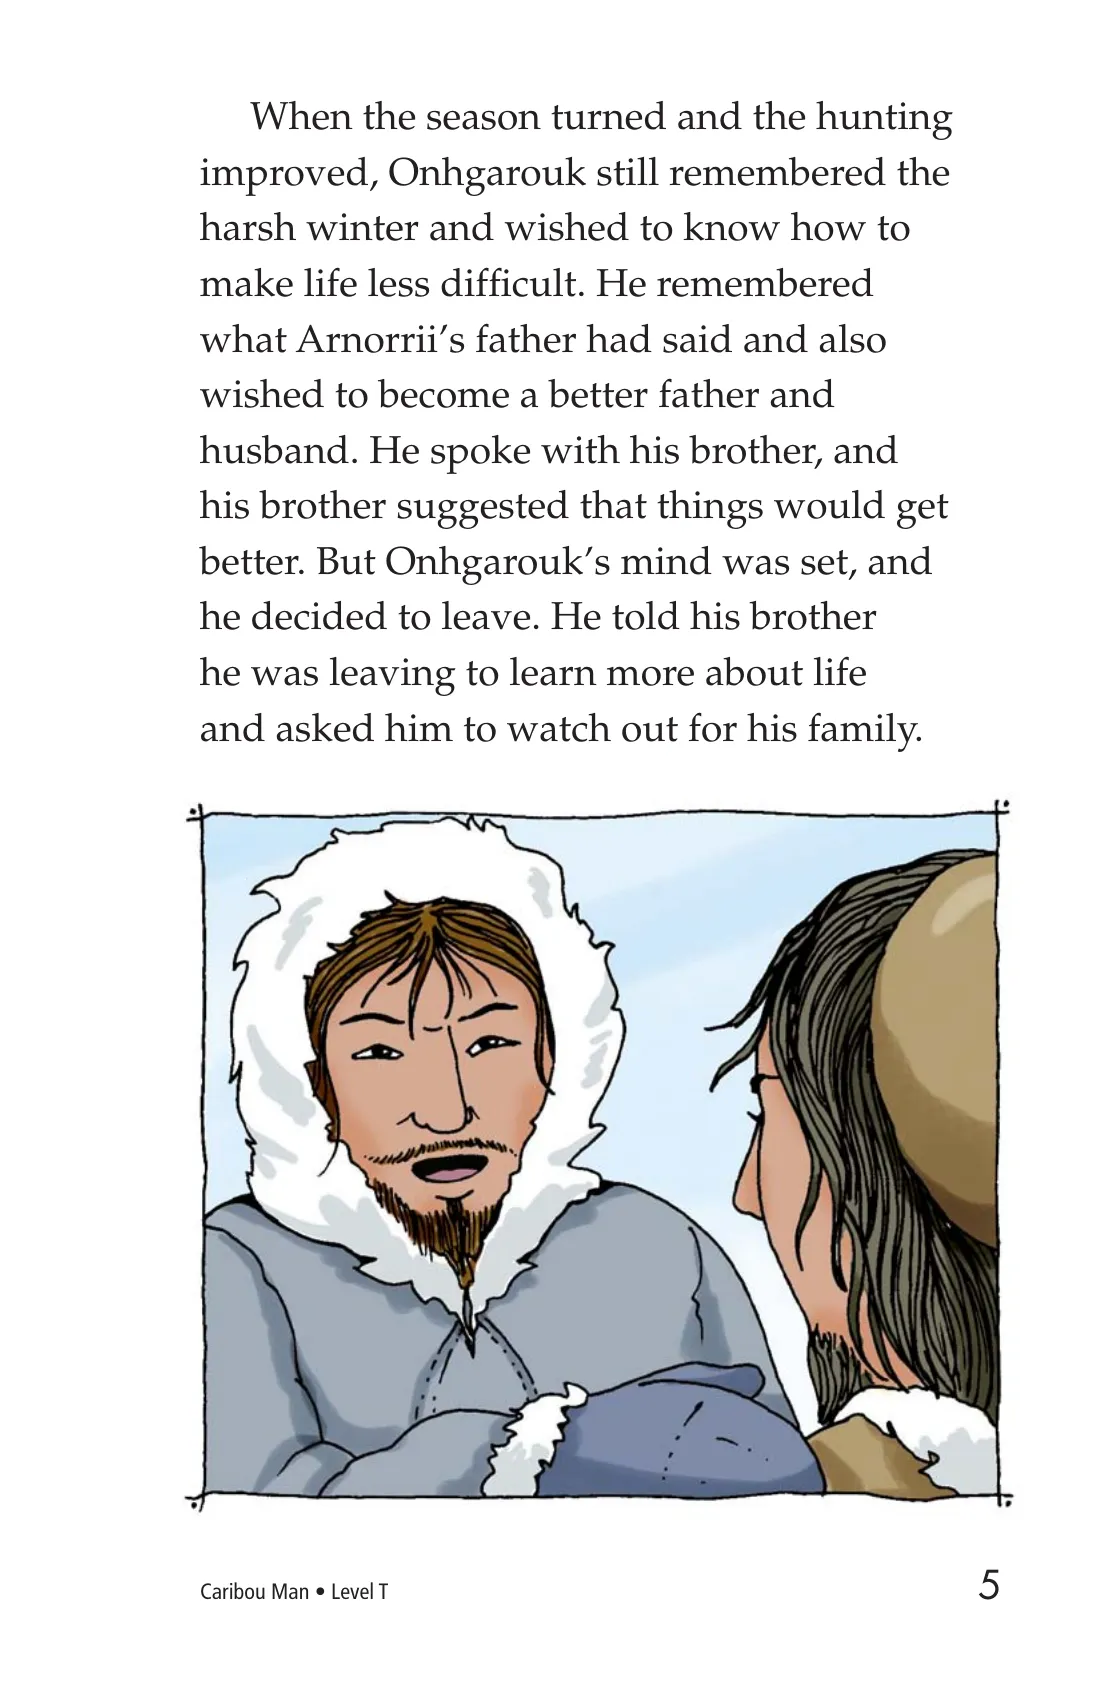 When the season turned and the hunting
improved, Onhgarouk still remembered the
harsh winter and wished to know how to
make life less difficult. He remembered
what Arnorrii’s father had said and also
wished to become a better father and
husband. He spoke with his brother, and
his brother suggested that things would get
better. But Onhgarouk’s mind was set, and
he decided to leave. He told his brother
he was leaving to learn more about life
and asked him to watch out for his family.
Caribou Man • Level T
5